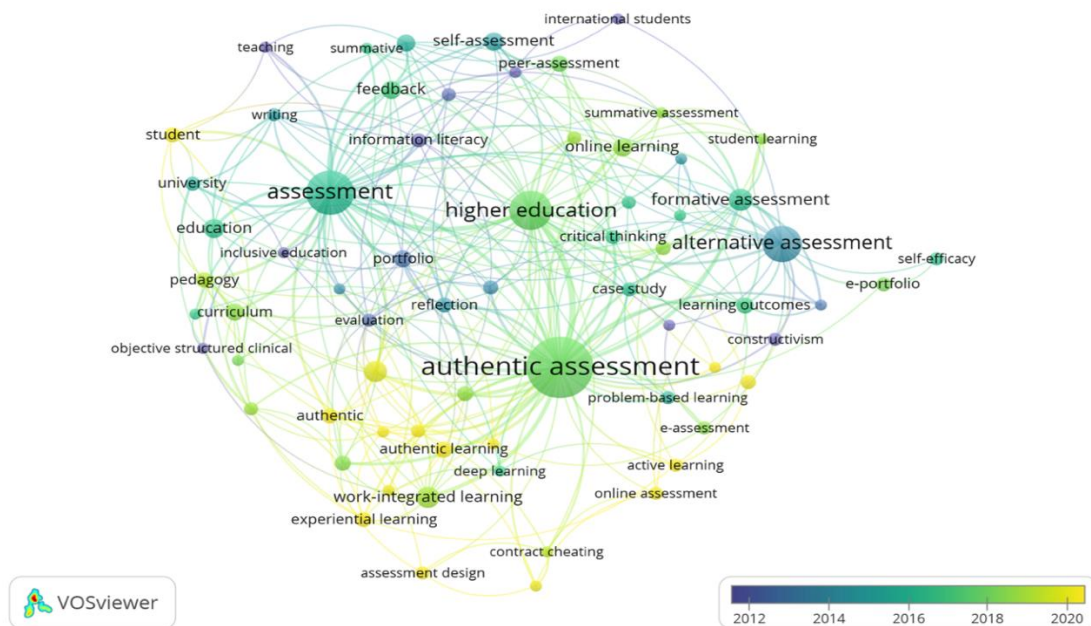 international students
teaching
summative
self-assessment
peer-assessment
feedback
writing
summative assessment
student
information literacy
online learning
student learning
university
assessment
higher education
formative assessment
education
critical thinking
alternative assessment
inclusive education
portfolio
self-efficacy
pedagogy
case study
e-portfolio
curriculum
reflection
learning outcomes
evaluation
constructivism
objective structured clinical
authentic assessment
problem-based learning
authentic
e-assessment
authentic learning
deep learning
active learning
work-integrated learning
online assessment
experiential learning
contract cheating
assessment design
VOSviewer
2012 2014 2016 2018 2020